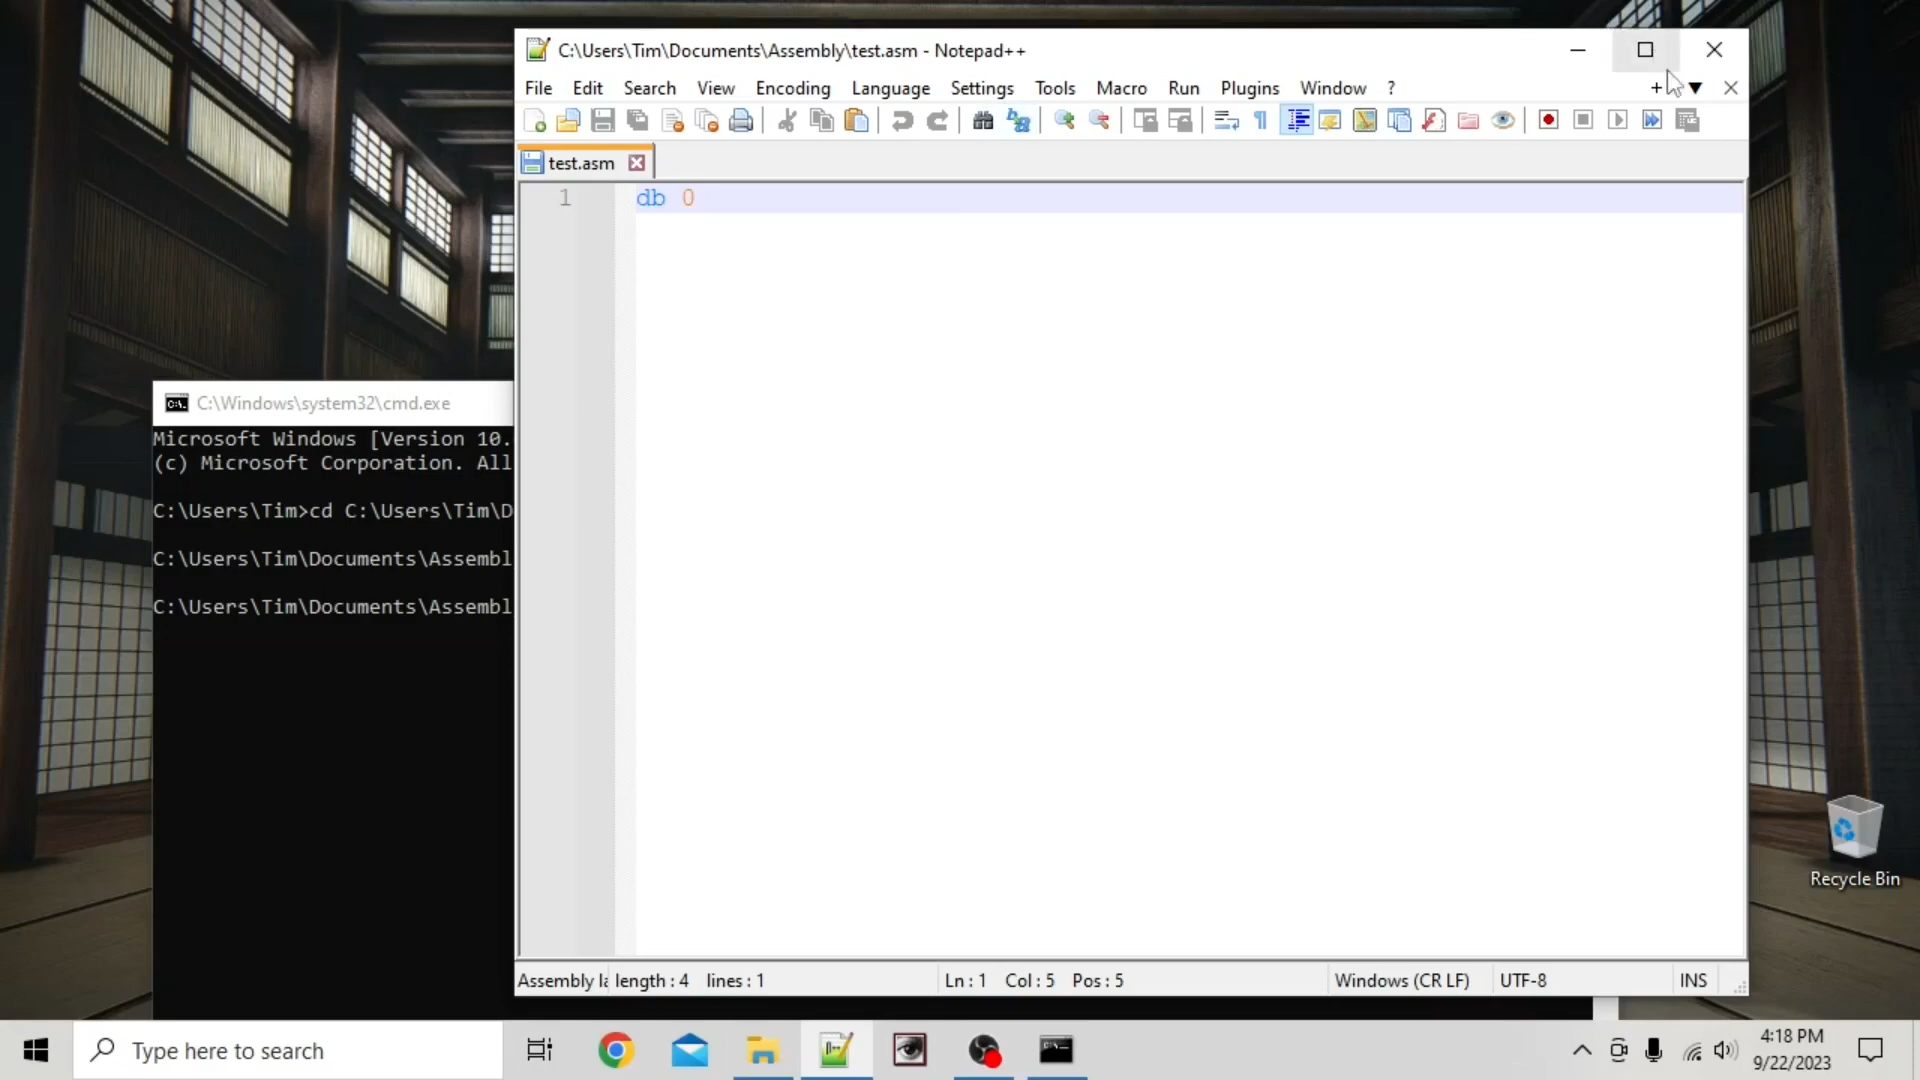 C:\Users\Tim\Documents\Assembly\test.asm - Notepad++
File Edit Search View Encoding Language Settings Tools Macro Run Plugins Window ?
test.asm
1 db 0
C:\Windows\system32\cmd.exe
Microsoft Windows [Version 10.
(c) Microsoft Corporation. All
C:\Users\Tim>cd C:\Users\Tim\D
C:\Users\Tim\Documents\Assembl
C:\Users\Tim\Documents\Assembl
Recycle Bin
Assembly la length : 4 lines : 1 Ln : 1 Col : 5 Pos : 5 Windows (CR LF) UTF-8 INS
Type here to search
4:18 PM
9/22/2023